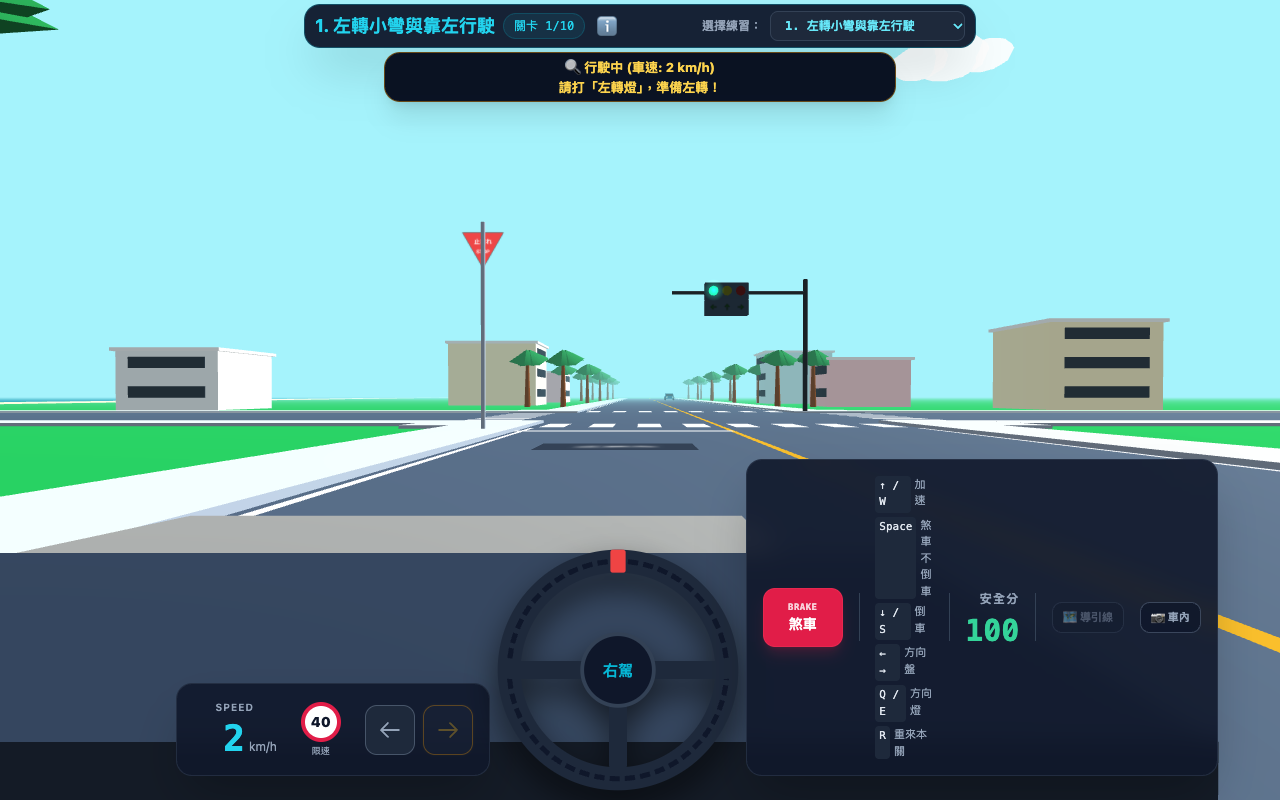 1. 左轉小彎與靠左行駛
關卡 1/10
選擇練習：
1. 左轉小彎與靠左行駛
行駛中 (車速: 2 km/h)
請打「左轉燈」，準備左轉！
SPEED
2 km/h
40
限速
右駕
BRAKE
煞車
↑ / W 加速
Space 煞車不倒車
↓ / S 倒車
← → 方向盤
Q / E 方向燈
R 重來本關
安全分
100
導引線
車內